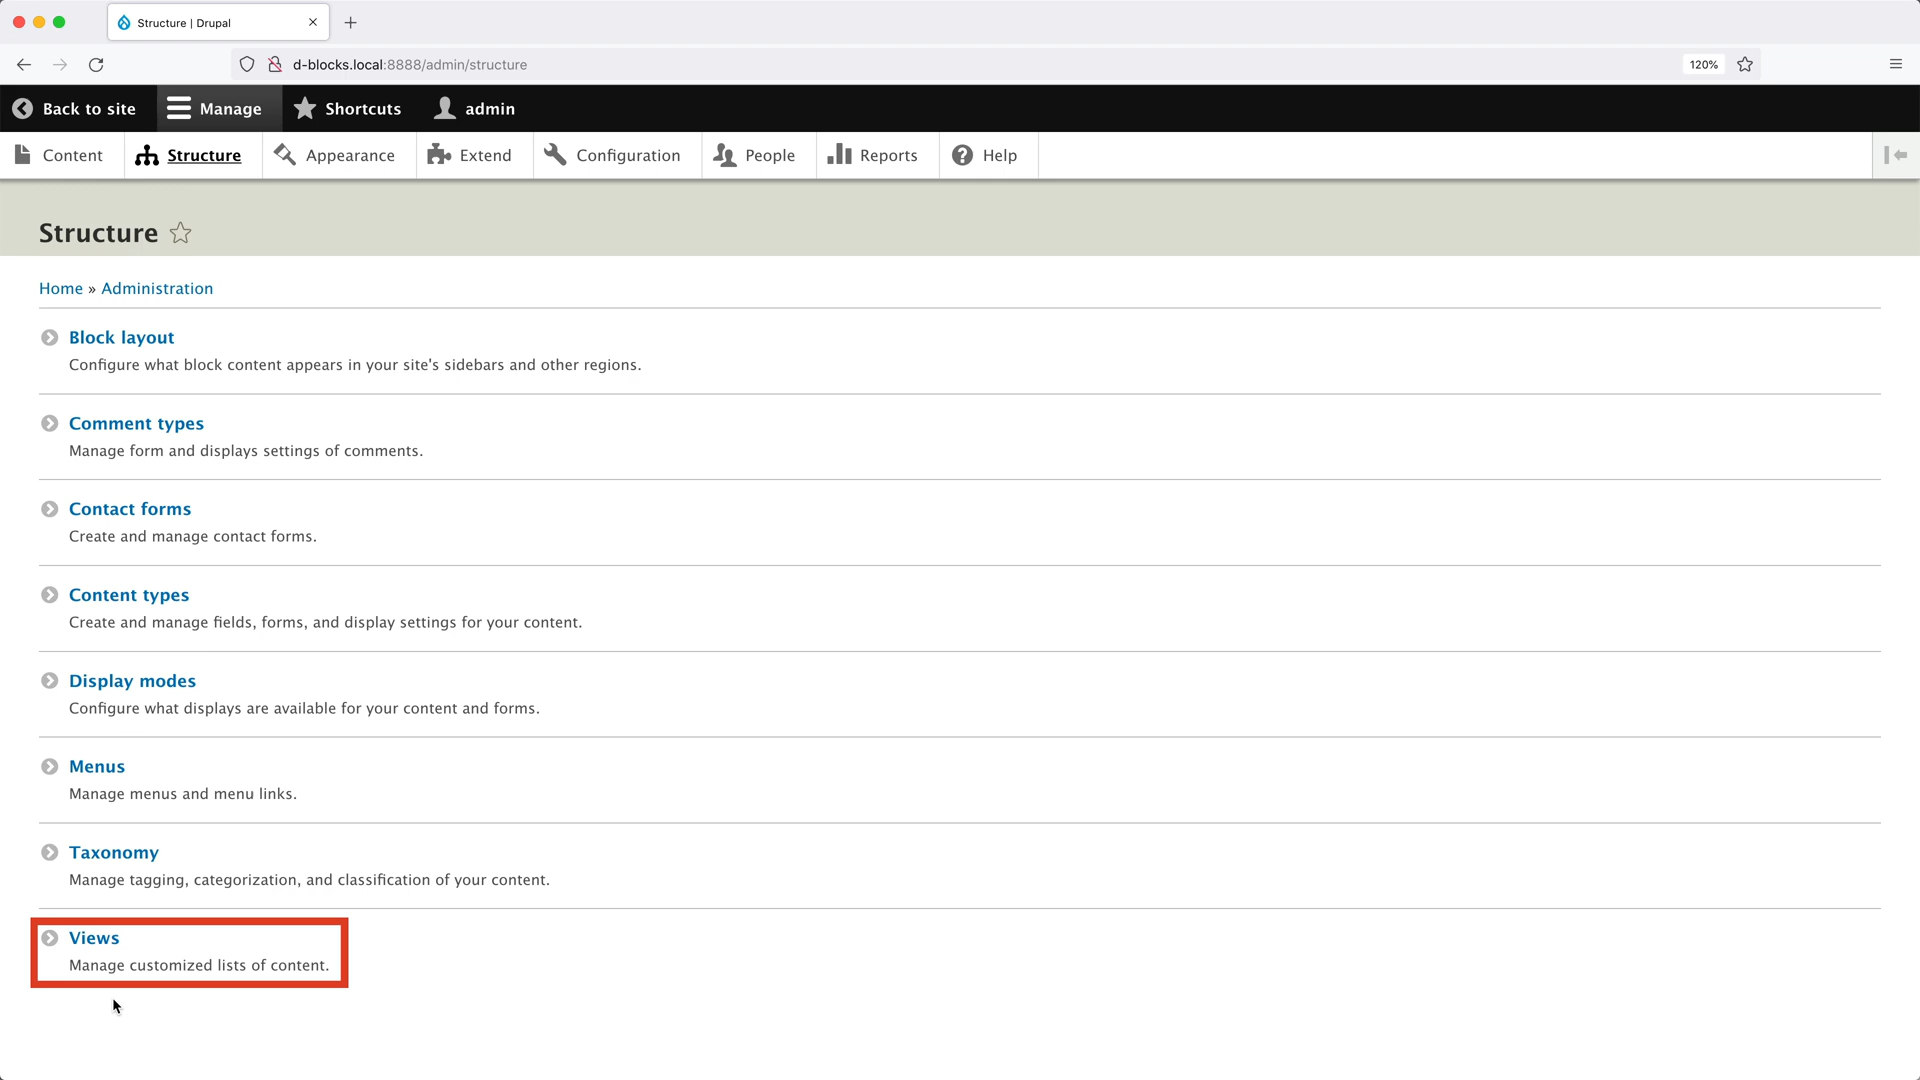 Structure | Drupal
d-blocks.local:8888/admin/structure
120%
Back to site
Manage
Shortcuts
admin
Content
Structure
Appearance
Extend
Configuration
People
Reports
Help
Structure
Home » Administration
Block layout
Configure what block content appears in your site's sidebars and other regions.
Comment types
Manage form and displays settings of comments.
Contact forms
Create and manage contact forms.
Content types
Create and manage fields, forms, and display settings for your content.
Display modes
Configure what displays are available for your content and forms.
Menus
Manage menus and menu links.
Taxonomy
Manage tagging, categorization, and classification of your content.
Views
Manage customized lists of content.